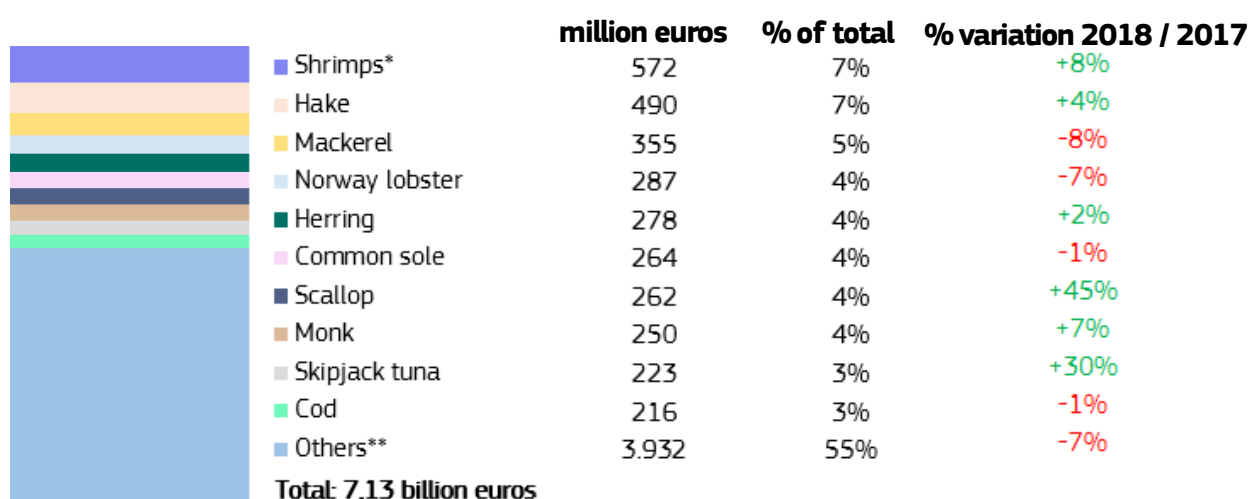 million euros % of total % variation 2018 / 2017
Shrimps* 572 7% +8%
Hake 490 7% +4%
Mackerel 355 5% -8%
Norway lobster 287 4% -7%
Herring 278 4% +2%
Common sole 264 4% -1%
Scallop 262 4% +45%
Monk 250 4% +7%
Skipjack tuna 223 3% +30%
Cod 216 3% -1%
Others** 3.932 55% -7%
Total: 7,13 billion euros